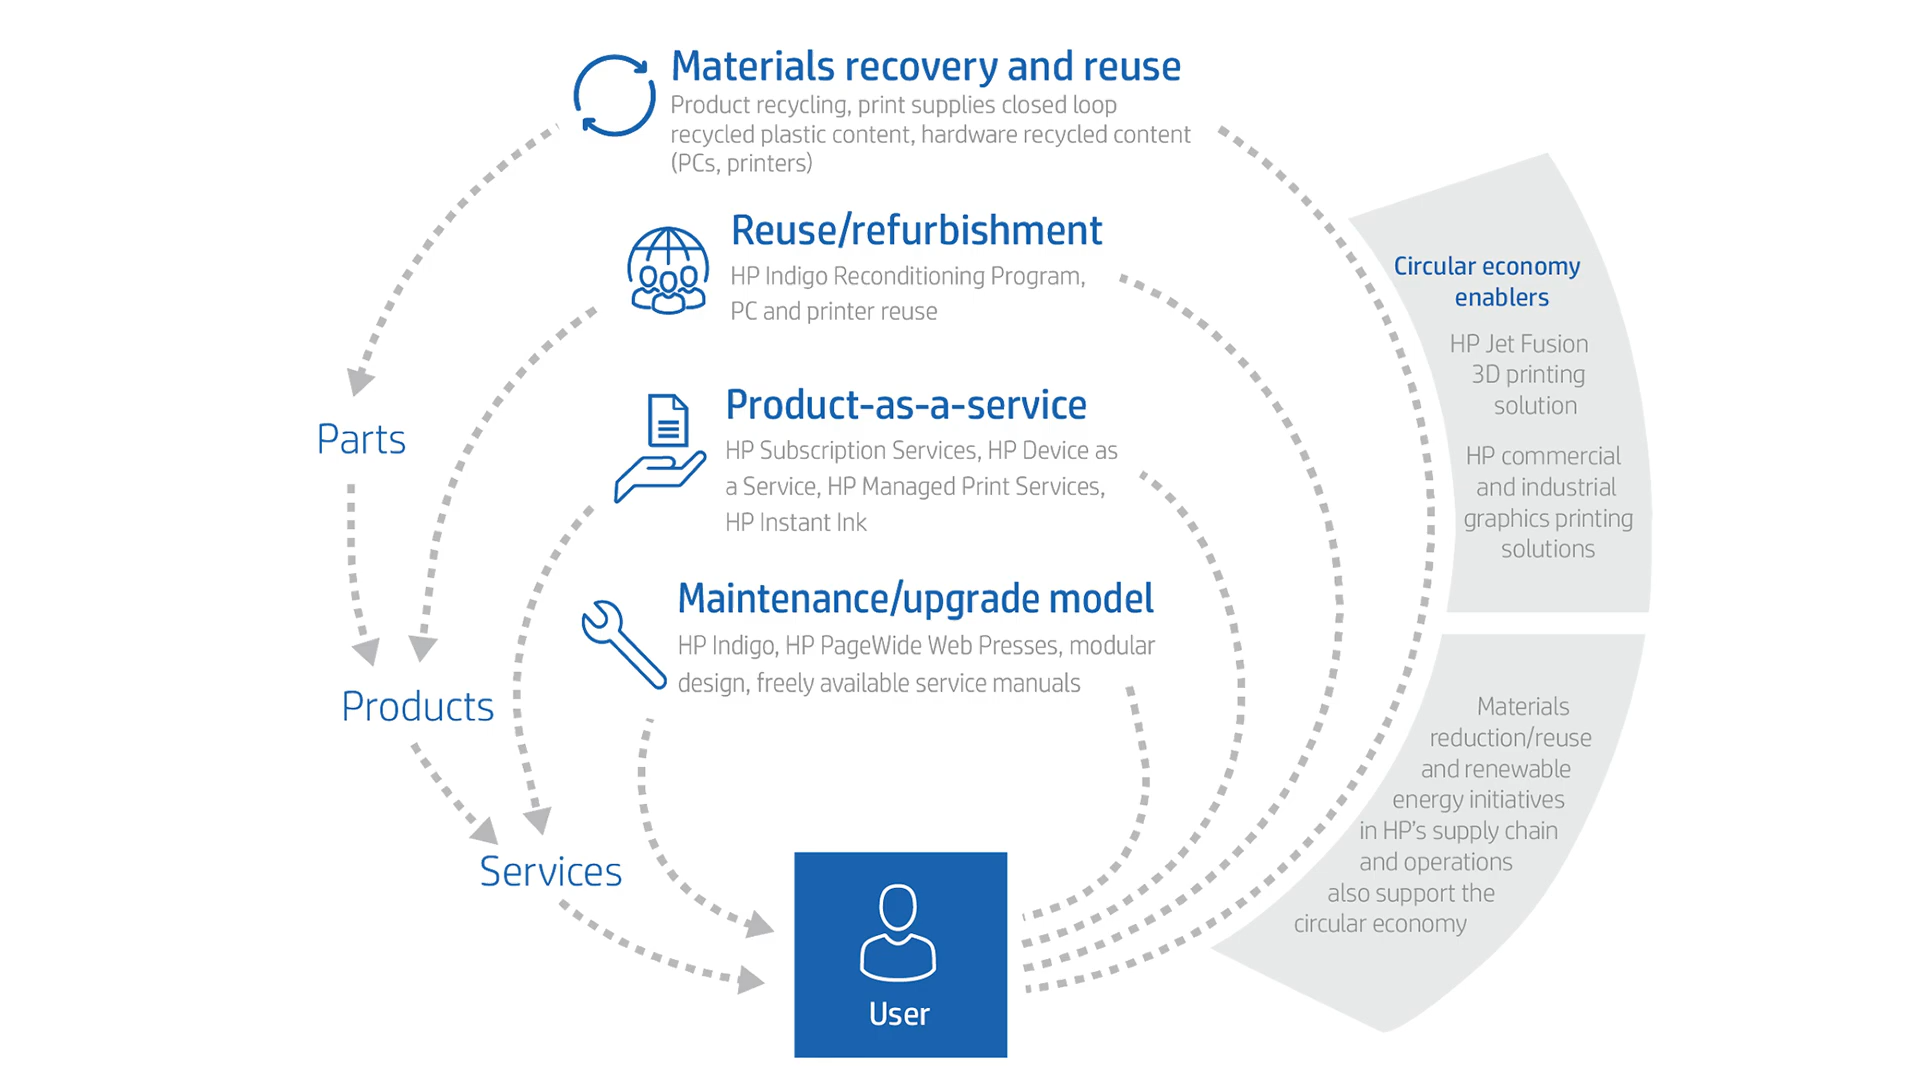 Materials recovery and reuse
Product recycling, print supplies closed loop
recycled plastic content, hardware recycled content
(PCs, printers)
Reuse/refurbishment
HP Indigo Reconditioning Program,
PC and printer reuse
Product-as-a-service
HP Subscription Services, HP Device as
a Service, HP Managed Print Services,
HP Instant Ink
Maintenance/upgrade model
HP Indigo, HP PageWide Web Presses, modular
design, freely available service manuals
Parts
Products
Services
User
Circular economy
enablers
HP Jet Fusion
3D printing
solution
HP commercial
and industrial
graphics printing
solutions
Materials
reduction/reuse
and renewable
energy initiatives
in HP's supply chain
and operations
also support the
circular economy